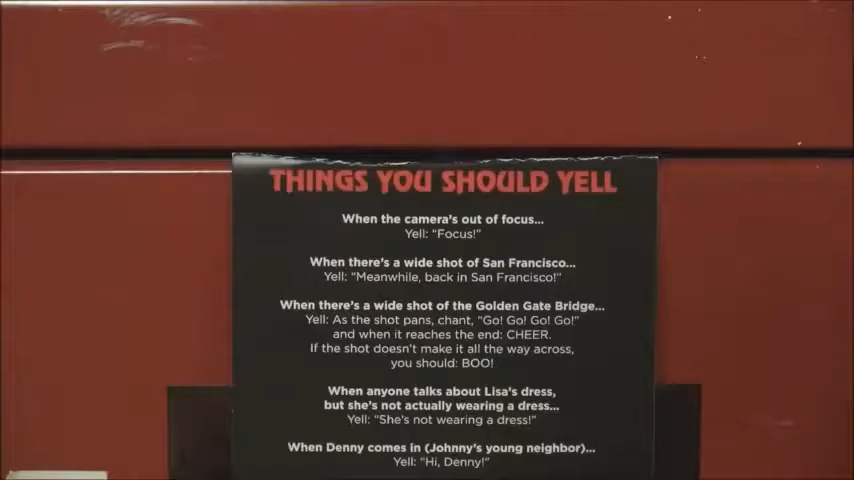 THINGS YOU SHOULD YELL
When the camera's out of focus...
Yell: "Focus!"
When there's a wide shot of San Francisco...
Yell: "Meanwhile, back in San Francisco!"
When there's a wide shot of the Golden Gate Bridge...
Yell: As the shot pans, chant, "Go! Go! Go! Go!"
and when it reaches the end: CHEER.
If the shot doesn't make it all the way across,
you should: BOO!
When anyone talks about Lisa's dress,
but she's not actually wearing a dress...
Yell: "She's not wearing a dress!"
When Denny comes in (Johnny's young neighbor)...
Yell: "Hi, Denny!"